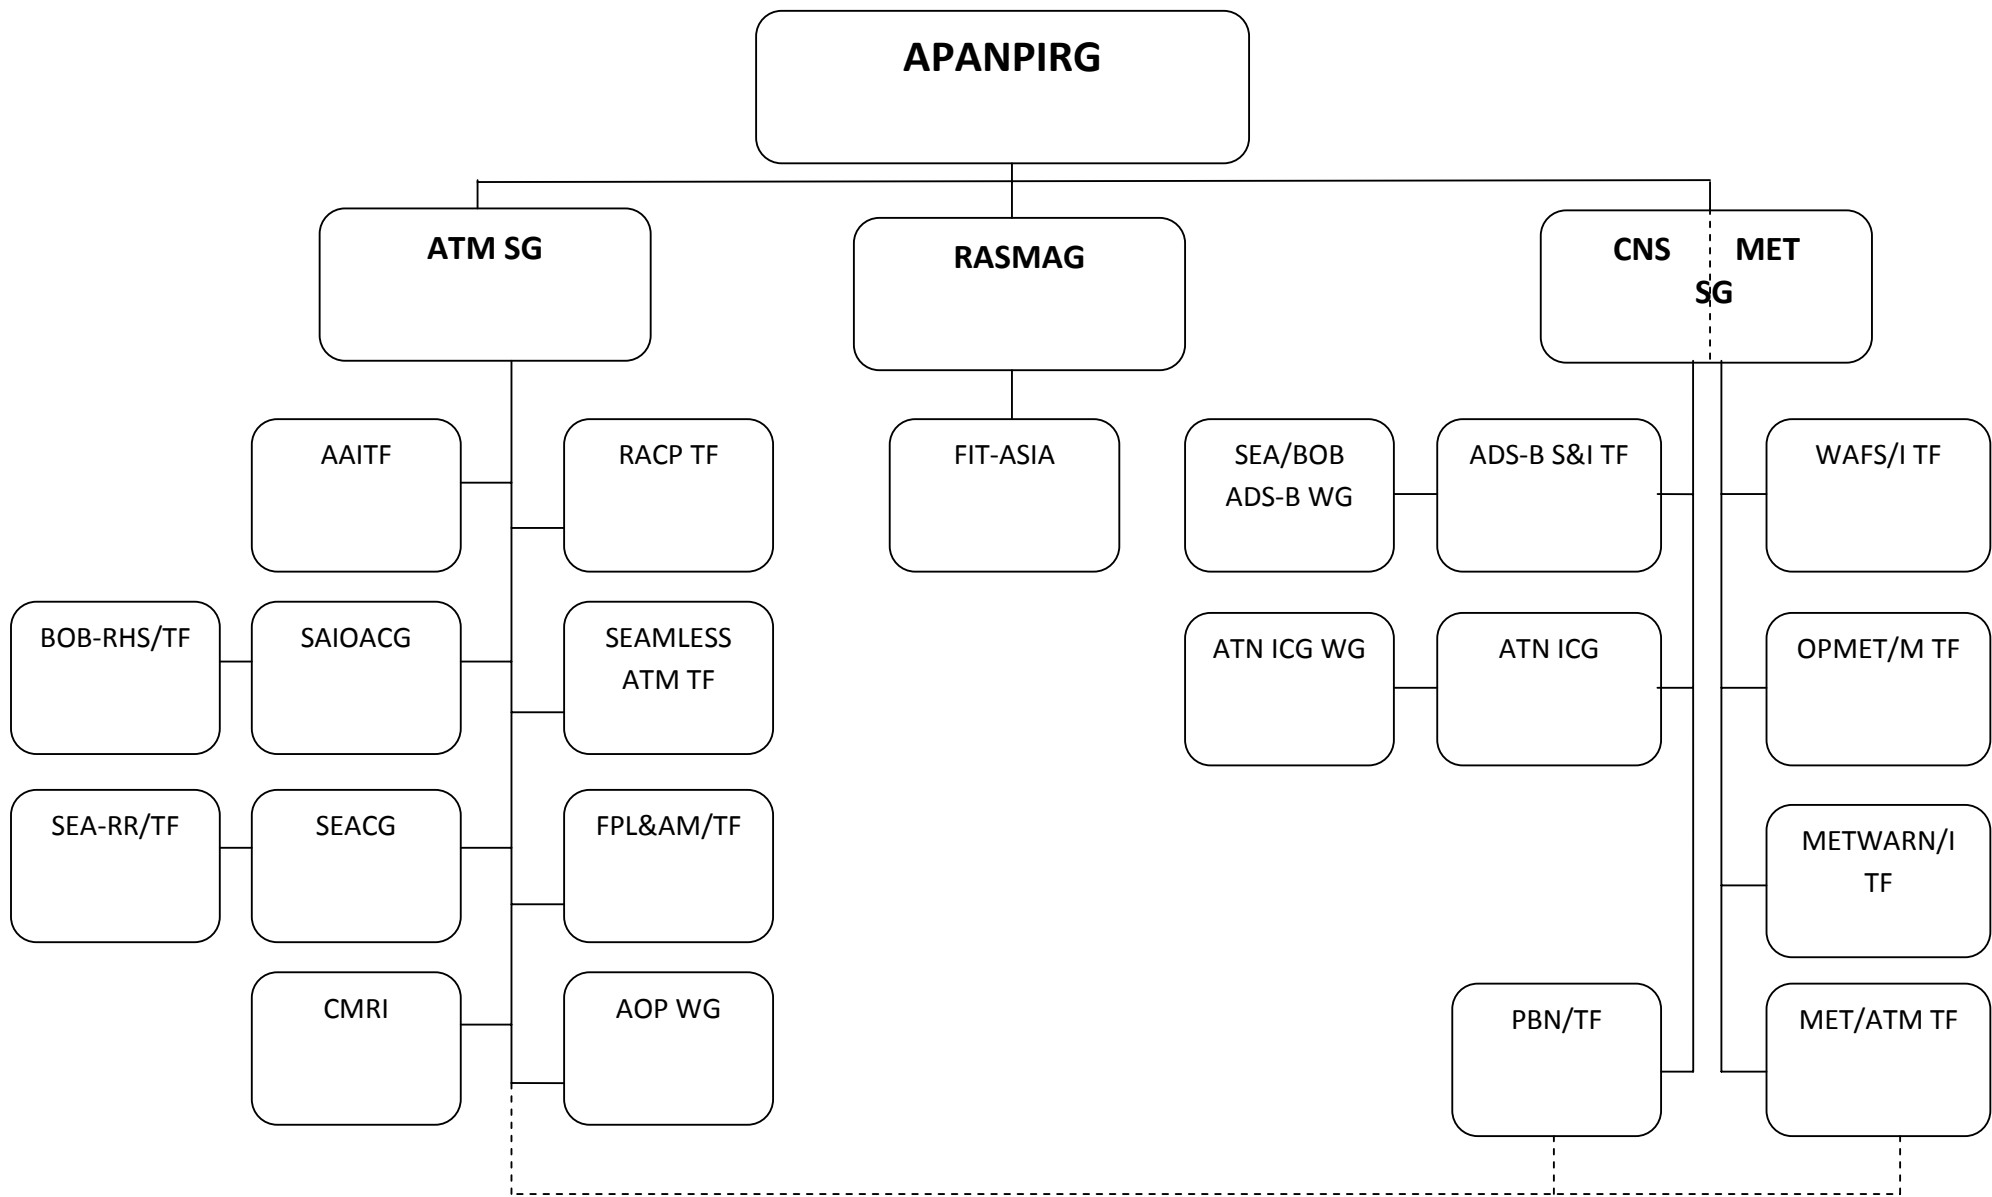 APANPIRG
ATM SG
RASMAG
CNS MET
SG
AAITF
RACP TF
FIT-ASIA
SEA/BOB
ADS-B WG
ADS-B S&I TF
WAFS/I TF
BOB-RHS/TF
SAIOACG
SEAMLESS
ATM TF
ATN ICG WG
ATN ICG
OPMET/M TF
SEA-RR/TF
SEACG
FPL&AM/TF
METWARN/I
TF
CMRI
AOP WG
PBN/TF
MET/ATM TF